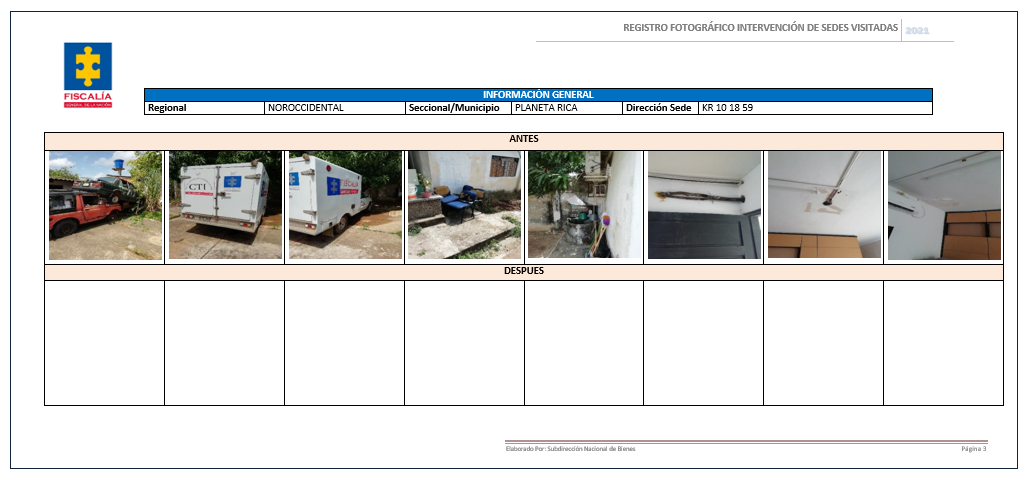 REGISTRO FOTOGRÁFICO INTERVENCIÓN DE SEDES VISITADAS 2021
FISCALÍA
GENERAL DE LA NACIÓN
INFORMACIÓN GENERAL
Regional NOROCCIDENTAL Seccional/Municipio PLANETA RICA Dirección Sede KR 10 18 59
ANTES
CTI
FISCALÍA
DESPUES
Elaborado Por: Subdirección Nacional de Bienes Página 3